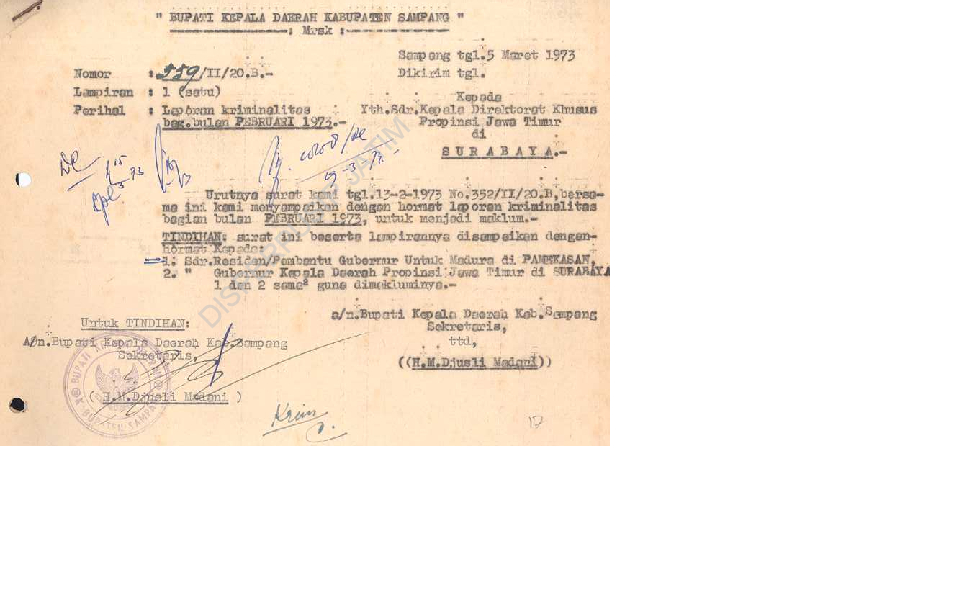 " BUPATI KEPALA DAERAH KABUPATEN SAMPANG "
: Mrsk :
Sampang tgl.5 Maret 1973
Dikirim tgl.
Nomor : 559/II/20.B.-
Lampiran : 1 (satu)
Perihal : Laporan kriminalitas
bag.bulan PEBRUARI 1973.-
Kepada
Yth.Sdr.Kepala Direktorat Khusus
Propinsi Jawa Timur
di
S U R A B A Y A.-
Urutnya surat kami tgl.13-2-1973 No.352/II/20.B,bersa-
ma ini kami menyampaikan dengan hormat laporan kriminalitas
bagian bulan PEBRUARI 1973, untuk menjadi maklum.-
TINDIHAN: surat ini beserta lampirannya disampaikan dengan-
hormat Kepada:
1. Sdr.Residen/Pembantu Gubernur Untuk Madura di PAMEKASAN,
2. " Gubernur Kepala Daerah Propinsi Jawa Timur di SURABAYA
1 dan 2 sama² guna dimakluminya.-
a/n.Bupati Kepala Daerah Kab.Sampang
Sekretaris,
ttd,
((H.M.Djusli Madani))
Untuk TINDIHAN:
A/n.Bupati Kepala Daerah Kab.Sampang
Sekretaris,
( H.M.Djusli Madani )
Kirim